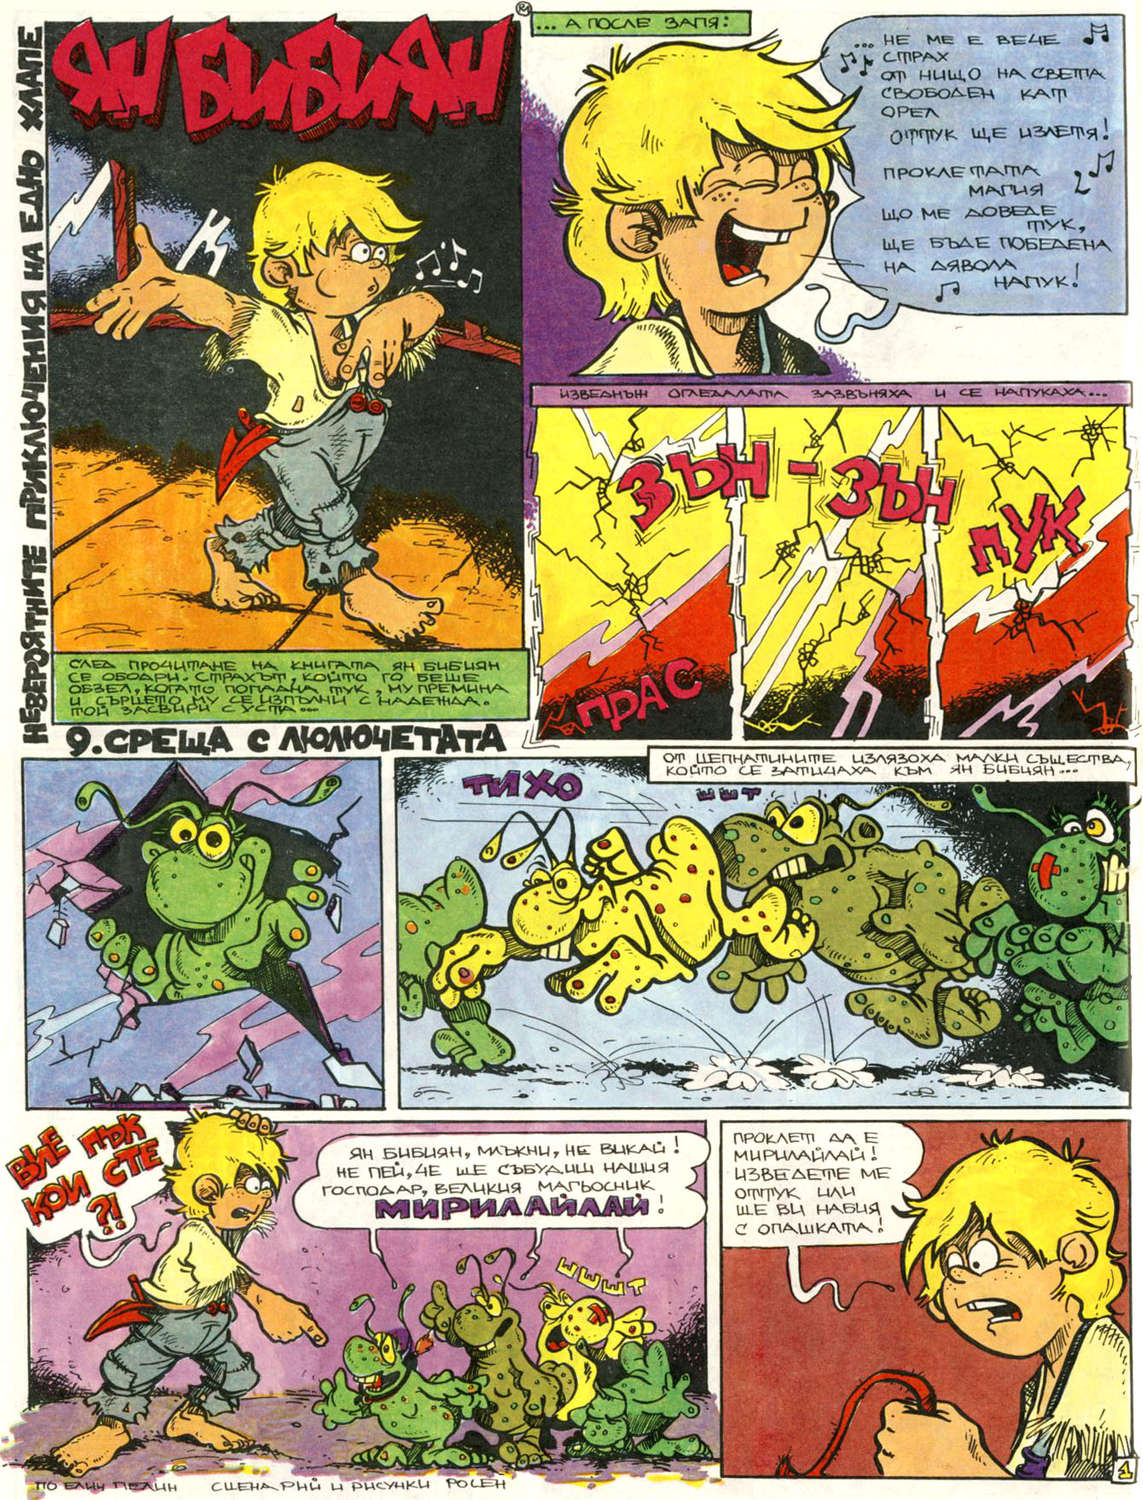 НЕВЕРОЯТНИТЕ ПРИКЛЮЧЕНИЯ НА ЕДНО ХЛАПЕ
ЯН БИБИЯН
СЛЕД ПРОЧИТАНЕ НА КНИГАТА ЯН БИБИЯН
СЕ ОБОДРИ. СТРАХЪТ, КОЙТО ГО БЕШЕ
ОБЗЕЛ, КОГАТО ПОПАДНА ТУК, МУ ПРЕМИНА
И СЪРЦЕТО МУ СЕ ИЗПЪЛНИ С НАДЕЖДА.
ТОЙ ЗАСВИРИ С УСТА...
9. СРЕЩА С ЛЮЛЮЧЕТАТА
... А ПОСЛЕ ЗАПЯ:
... НЕ МЕ Е ВЕЧЕ
СТРАХ
ОТ НИЩО НА СВЕТА
СВОБОДЕН КАТ
ОРЕЛ
ОТТУК ЩЕ ИЗЛЕТЯ!
ПРОКЛЕТАТА
МАГИЯ
ЩО МЕ ДОВЕДЕ
ТУК,
ЩЕ БЪДЕ ПОБЕДЕНА
НА ДЯВОЛА
НАПУК!
ИЗВЕДНЪЖ ОГЛЕДАЛАТА ЗАЗВЪНЯХА И СЕ НАПУКАХА...
ЗЪН - ЗЪН
ПУК
ПРАС
ОТ ЦЕПНАТИНИТЕ ИЗЛЯЗОХА МАЛКИ СЪЩЕСТВА,
КОЙТО СЕ ЗАТИЧАХА КЪМ ЯН БИБИЯН...
ТИХО
ШШТ
ВИЕ ПЪК
КОИ СТЕ
?!
ЯН БИБИЯН, МЛЪКНИ, НЕ ВИКАЙ!
НЕ ПЕЙ, ЧЕ ЩЕ СЪБУДИШ НАШИЯ
ГОСПОДАР, ВЕЛИКИЯ МАГЬОСНИК
МИРИЛАЙЛАЙ!
ШШШТ
ПРОКЛЕТ ДА Е
МИРИЛАЙЛАЙ!
ИЗВЕДЕТЕ МЕ
ОТТУК ИЛИ
ЩЕ ВИ НАБИЯ
С ОПАШКАТА!
ПО ЕЛИН ПЕЛИН СЦЕНАРИЙ И РИСУНКИ РОСЕН
1